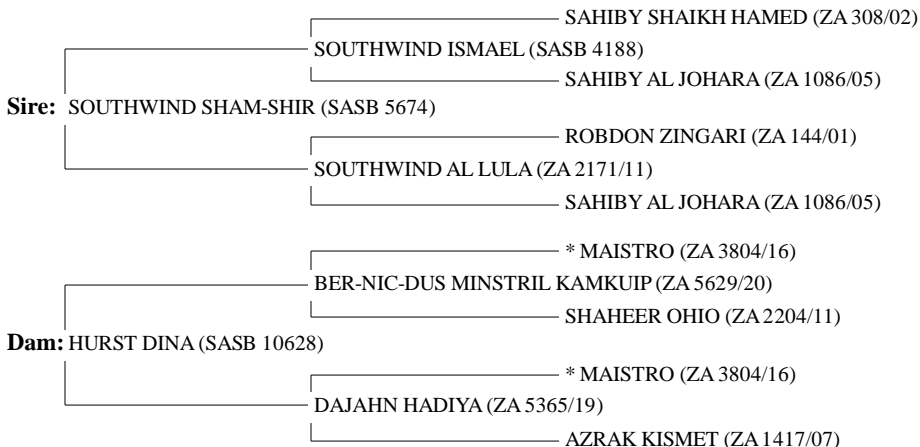 SAHIBY SHAIKH HAMED (ZA 308/02)
SOUTHWIND ISMAEL (SASB 4188)
SAHIBY AL JOHARA (ZA 1086/05)
Sire: SOUTHWIND SHAM-SHIR (SASB 5674)
ROBDON ZINGARI (ZA 144/01)
SOUTHWIND AL LULA (ZA 2171/11)
SAHIBY AL JOHARA (ZA 1086/05)
* MAISTRO (ZA 3804/16)
BER-NIC-DUS MINSTRIL KAMKUIP (ZA 5629/20)
SHAHEER OHIO (ZA 2204/11)
Dam: HURST DINA (SASB 10628)
* MAISTRO (ZA 3804/16)
DAJAHN HADIYA (ZA 5365/19)
AZRAK KISMET (ZA 1417/07)